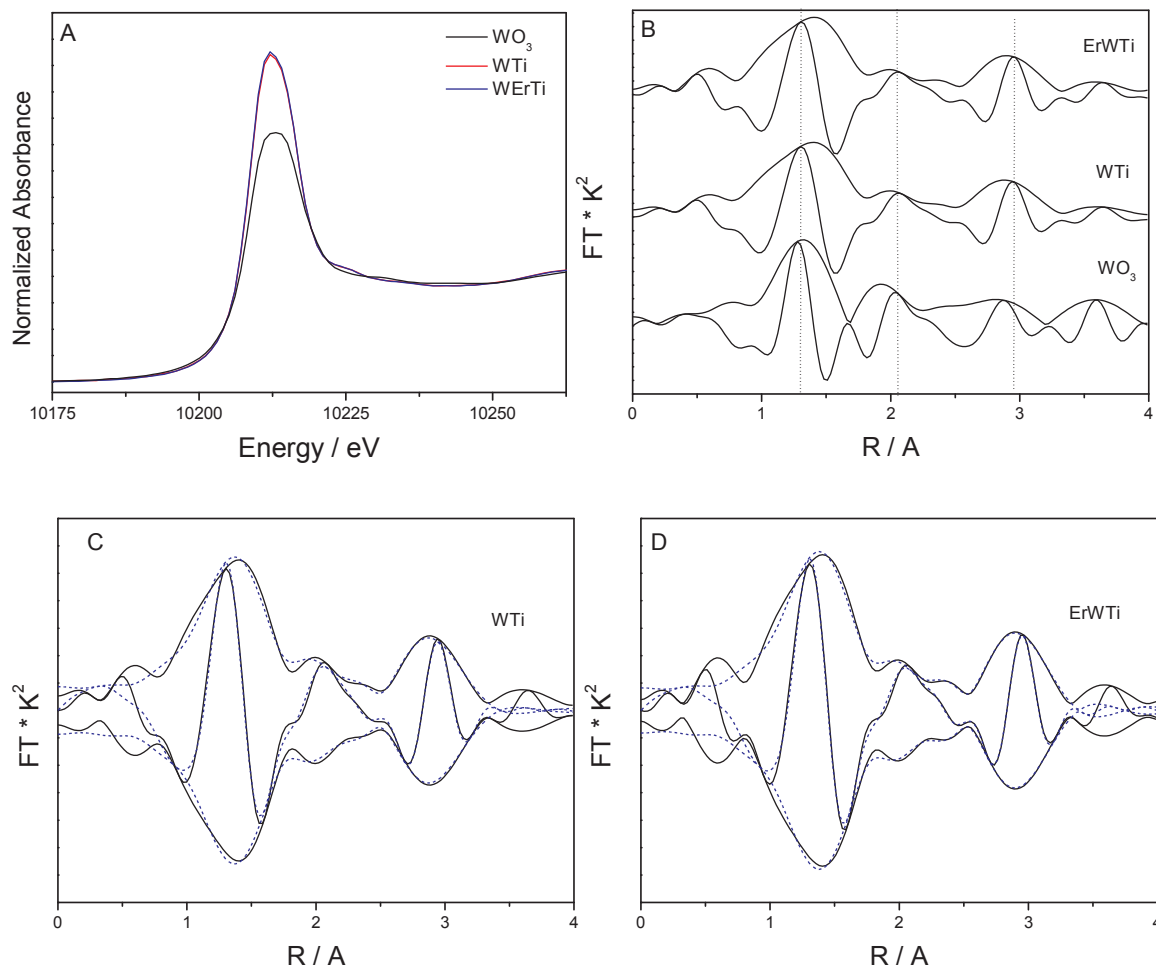 A
WO₃
WTi
WErTi
Normalized Absorbance
10175 10200 10225 10250
Energy / eV
B
ErWTi
WTi
WO₃
FT * K²
0 1 2 3 4
R / A
C
WTi
FT * K²
0 1 2 3 4
R / A
D
ErWTi
FT * K²
0 1 2 3 4
R / A